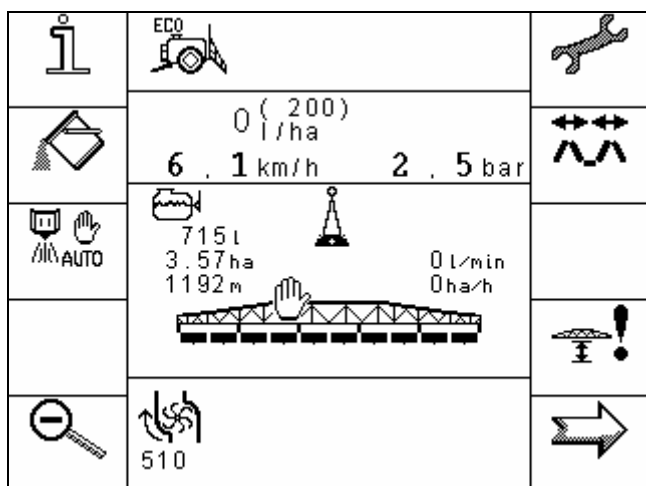 i
ECO
0 ( 200) l/ha
6 . 1 km/h 2 . 5 bar
AUTO
715 l
3.57 ha 0 l/min
1192 m 0 ha/h
510